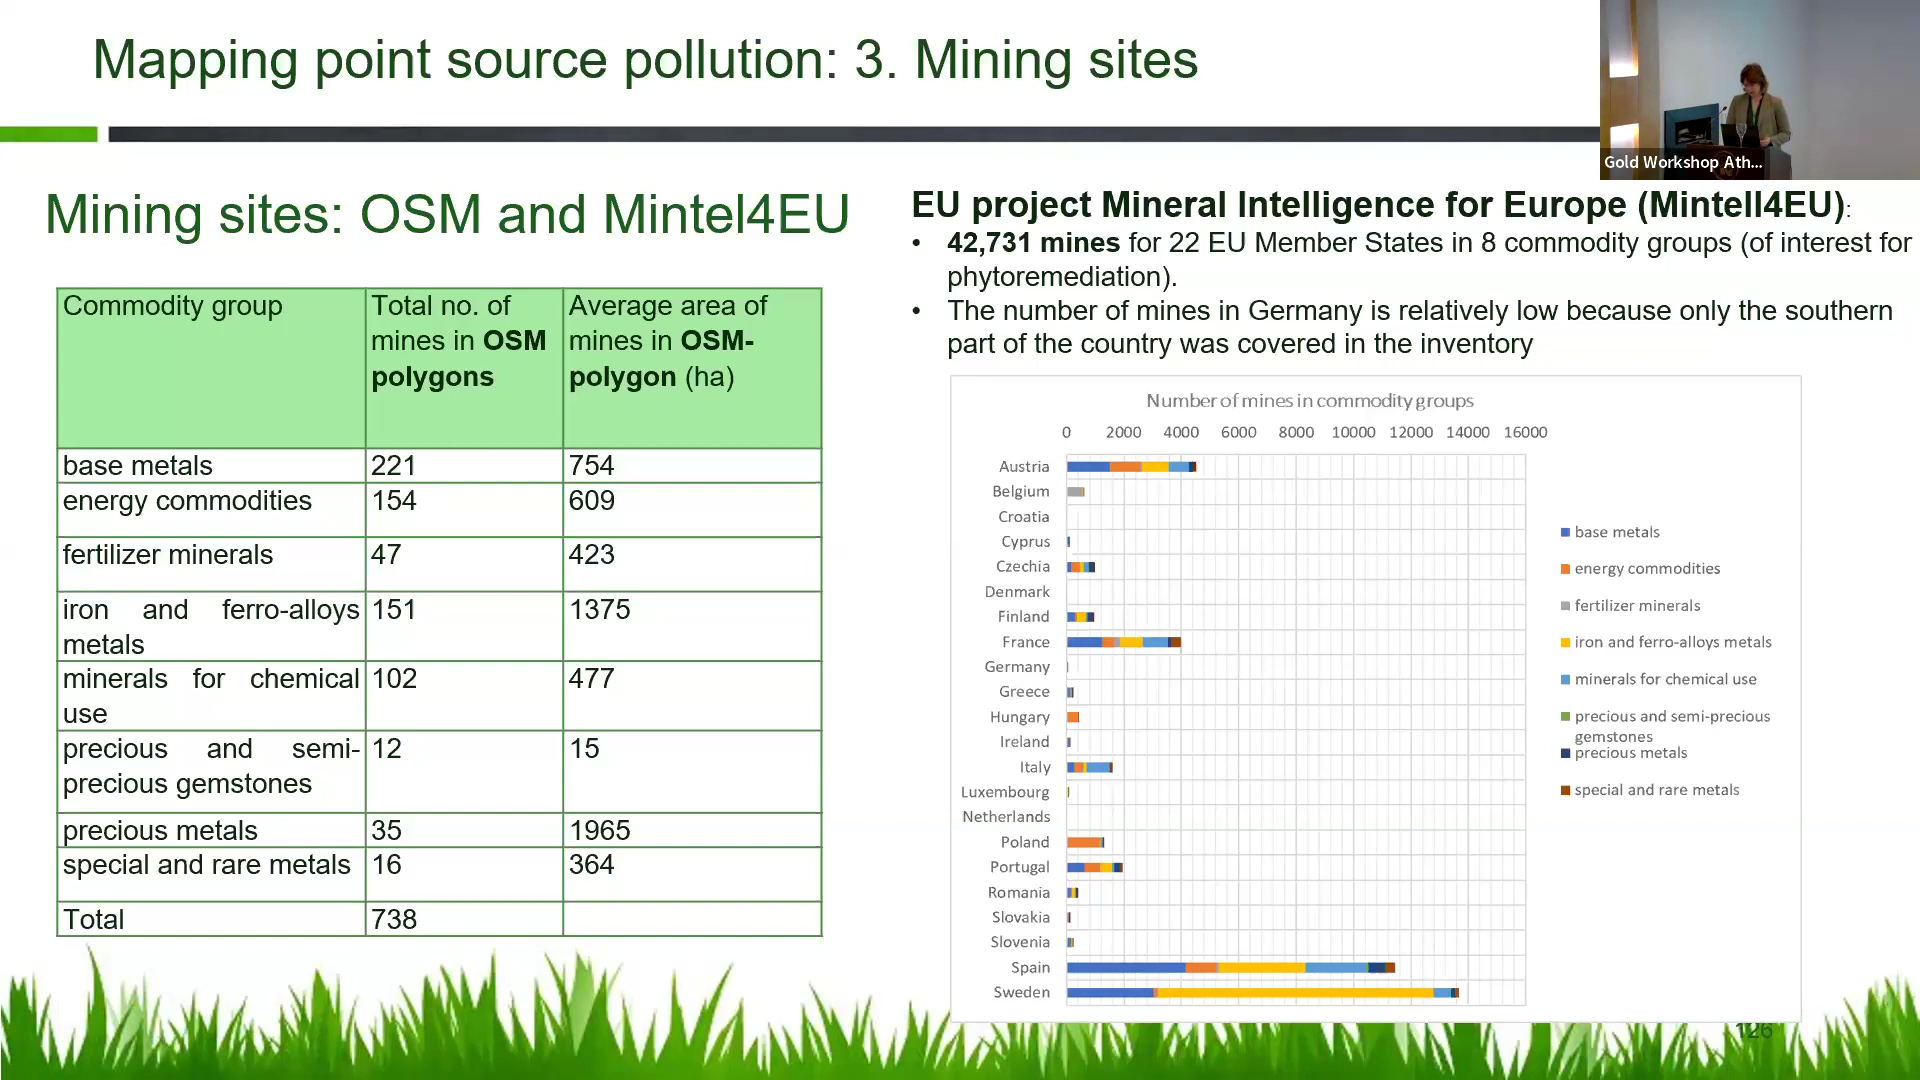 Mapping point source pollution: 3. Mining sites
Gold Workshop Ath...
Mining sites: OSM and Mintel4EU
Commodity group
Total no. of
mines in OSM
polygons
Average area of
mines in OSM-
polygon (ha)
base metals 221 754
energy commodities 154 609
fertilizer minerals 47 423
iron and ferro-alloys
metals
151 1375
minerals for chemical
use
102 477
precious and semi-
precious gemstones
12 15
precious metals 35 1965
special and rare metals 16 364
Total 738
EU project Mineral Intelligence for Europe (Mintell4EU):
• 42,731 mines for 22 EU Member States in 8 commodity groups (of interest for
phytoremediation).
• The number of mines in Germany is relatively low because only the southern
part of the country was covered in the inventory
Number of mines in commodity groups
0 2000 4000 6000 8000 10000 12000 14000 16000
Austria
Belgium
Croatia
Cyprus
Czechia
Denmark
Finland
France
Germany
Greece
Hungary
Ireland
Italy
Luxembourg
Netherlands
Poland
Portugal
Romania
Slovakia
Slovenia
Spain
Sweden
base metals
energy commodities
fertilizer minerals
iron and ferro-alloys metals
minerals for chemical use
precious and semi-precious
gemstones
precious metals
special and rare metals
126